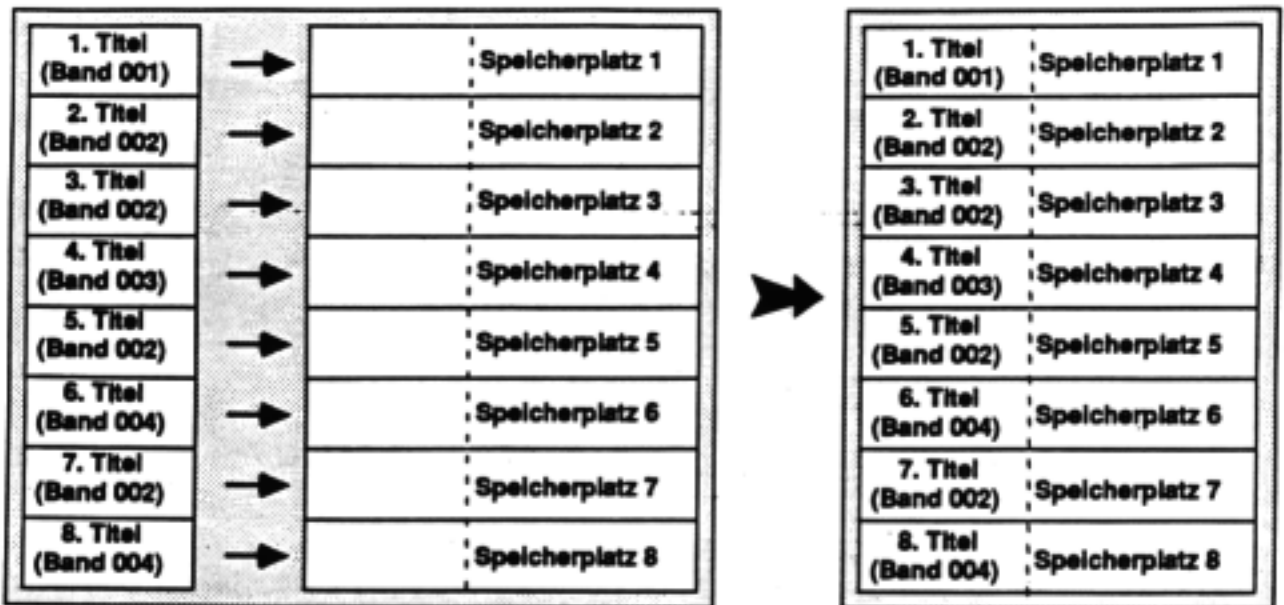 1. Titel
(Band 001)
Speicherplatz 1
2. Titel
(Band 002)
Speicherplatz 2
3. Titel
(Band 002)
Speicherplatz 3
4. Titel
(Band 003)
Speicherplatz 4
5. Titel
(Band 002)
Speicherplatz 5
6. Titel
(Band 004)
Speicherplatz 6
7. Titel
(Band 002)
Speicherplatz 7
8. Titel
(Band 004)
Speicherplatz 8
1. Titel
(Band 001)
Speicherplatz 1
2. Titel
(Band 002)
Speicherplatz 2
3. Titel
(Band 002)
Speicherplatz 3
4. Titel
(Band 003)
Speicherplatz 4
5. Titel
(Band 002)
Speicherplatz 5
6. Titel
(Band 004)
Speicherplatz 6
7. Titel
(Band 002)
Speicherplatz 7
8. Titel
(Band 004)
Speicherplatz 8